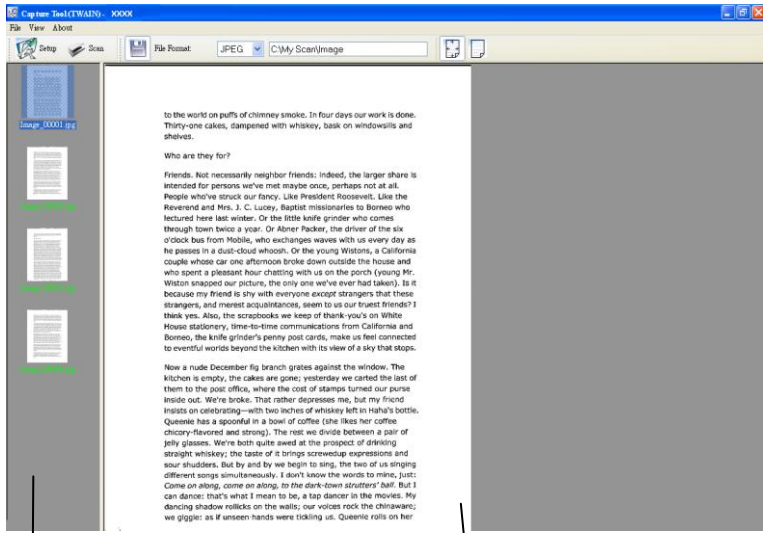 Capture Tool(TWAIN) - XXXX
File View About
Setup Scan File Format: JPEG C:\My Scan\Image
Image_00001.jpg
to the world on puffs of chimney smoke. In four days our work is done.
Thirty-one cakes, dampened with whiskey, bask on windowsills and
shelves.
Who are they for?
Friends. Not necessarily neighbor friends: indeed, the larger share is
intended for persons we've met maybe once, perhaps not at all.
People who've struck our fancy. Like President Roosevelt. Like the
Reverend and Mrs. J. C. Lucey, Baptist missionaries to Borneo who
lectured here last winter. Or the little knife grinder who comes
through town twice a year. Or Abner Packer, the driver of the six
o'clock bus from Mobile, who exchanges waves with us every day as
he passes in a dust-cloud whoosh. Or the young Wistons, a California
couple whose car one afternoon broke down outside the house and
who spent a pleasant hour chatting with us on the porch (young Mr.
Wiston snapped our picture, the only one we've ever had taken). Is it
because my friend is shy with everyone except strangers that these
strangers, and merest acquaintances, seem to us our truest friends? I
think yes. Also, the scrapbooks we keep of thank-you's on White
House stationery, time-to-time communications from California and
Borneo, the knife grinder's penny post cards, make us feel connected
to eventful worlds beyond the kitchen with its view of a sky that stops.
Now a nude December fig branch grates against the window. The
kitchen is empty, the cakes are gone; yesterday we carted the last of
them to the post office, where the cost of stamps turned our purse
inside out. We're broke. That rather depresses me, but my friend
insists on celebrating—with two inches of whiskey left in Haha's bottle.
Queenie has a spoonful in a bowl of coffee (she likes her coffee
chicory-flavored and strong). The rest we divide between a pair of
jelly glasses. We're both quite awed at the prospect of drinking
straight whiskey; the taste of it brings screwedup expressions and
sour shudders. But by and by we begin to sing, the two of us singing
different songs simultaneously. I don't know the words to mine, just:
Come on along, come on along, to the dark-town strutters' ball. But I
can dance: that's what I mean to be, a tap dancer in the movies. My
dancing shadow rollicks on the walls; our voices rock the chinaware;
we giggle: as if unseen hands were tickling us. Queenie rolls on her